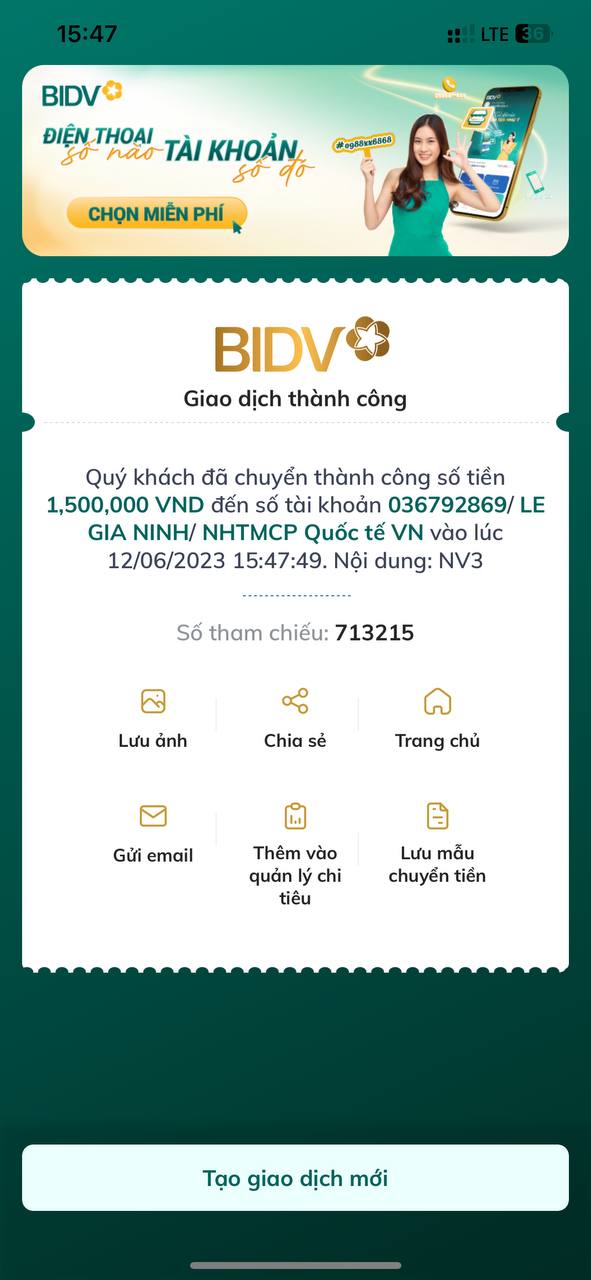 15:47
LTE 36
BIDV
ĐIỆN THOẠI
số nào TÀI KHOẢN
số đó
#0988xx6868
CHỌN MIỄN PHÍ
BIDV
Giao dịch thành công
Quý khách đã chuyển thành công số tiền
1,500,000 VND đến số tài khoản 036792869/ LE
GIA NINH/ NHTMCP Quốc tế VN vào lúc
12/06/2023 15:47:49. Nội dung: NV3
Số tham chiếu: 713215
Lưu ảnh
Chia sẻ
Trang chủ
Gửi email
Thêm vào
quản lý chi
tiêu
Lưu mẫu
chuyển tiền
Tạo giao dịch mới